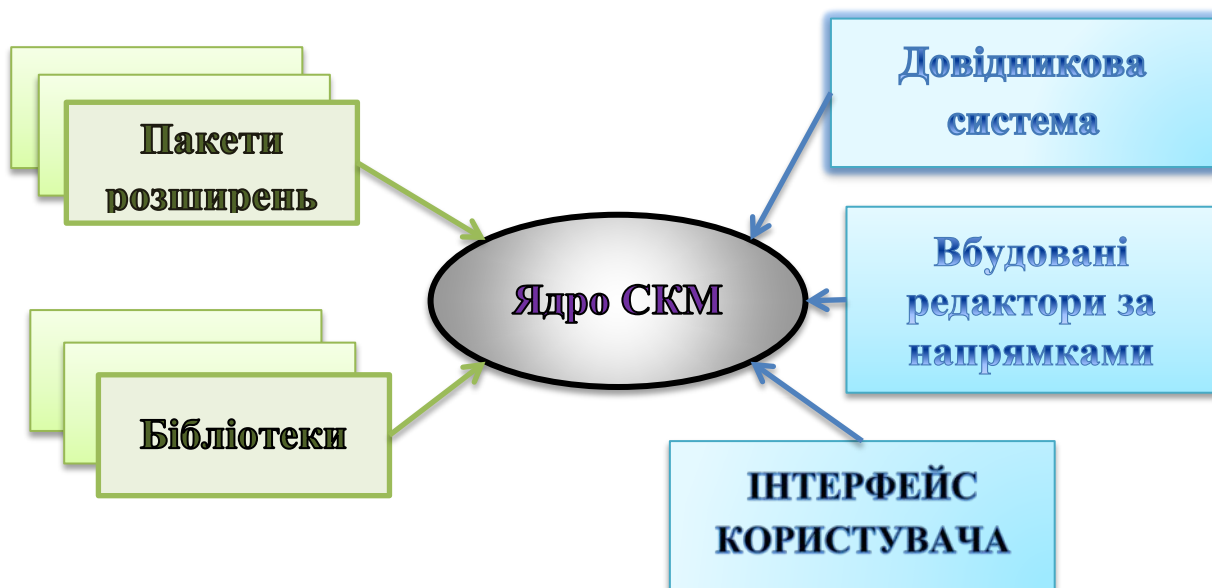 Пакети
розширень
Бібліотеки
Ядро СКМ
Довідникова
система
Вбудовані
редактори за
напрямками
ІНТЕРФЕЙС
КОРИСТУВАЧА